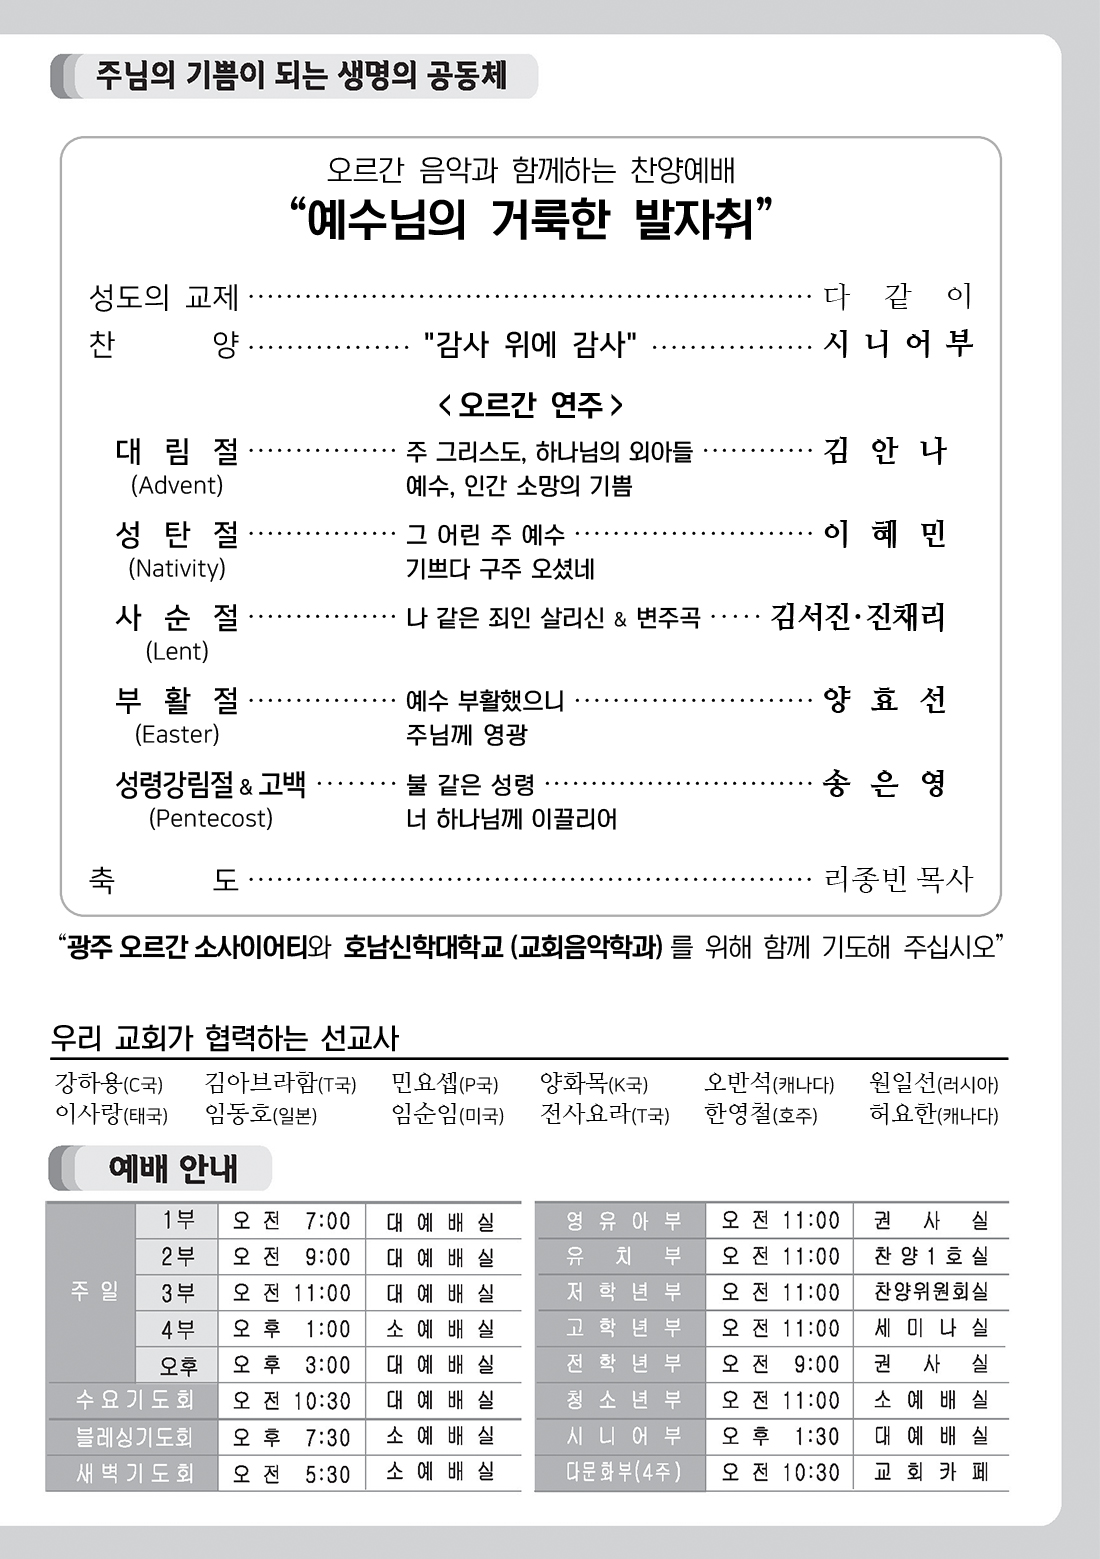 주님의 기쁨이 되는 생명의 공동체
오르간 음악과 함께하는 찬양예배
“예수님의 거룩한 발자취”
성도의 교제 ······ 다 같 이
찬 양 ······ "감사 위에 감사" ······ 시 니 어 부
< 오르간 연주 >
대 림 절 ······ 주 그리스도, 하나님의 외아들 ······ 김 안 나
(Advent) 예수, 인간 소망의 기쁨
성 탄 절 ······ 그 어린 주 예수 ······ 이 혜 민
(Nativity) 기쁘다 구주 오셨네
사 순 절 ······ 나 같은 죄인 살리신 & 변주곡 ····· 김서진·진채리
(Lent)
부 활 절 ······ 예수 부활했으니 ······ 양 효 선
(Easter) 주님께 영광
성령강림절 & 고백 ······ 불 같은 성령 ······ 송 은 영
(Pentecost) 너 하나님께 이끌리어
축 도 ······ 리종빈 목사
“광주 오르간 소사이어티와 호남신학대학교 (교회음악학과) 를 위해 함께 기도해 주십시오”
우리 교회가 협력하는 선교사
강하용(C국) 김아브라함(T국) 민요셉(P국) 양화목(K국) 오반석(캐나다) 원일선(러시아)
이사랑(태국) 임동호(일본) 임순임(미국) 전사요라(T국) 한영철(호주) 허요한(캐나다)
예배 안내
주 일 1부 오 전 7:00 대 예 배 실
2부 오 전 9:00 대 예 배 실
3부 오 전 11:00 대 예 배 실
4부 오 후 1:00 소 예 배 실
오후 오 후 3:00 대 예 배 실
수 요 기 도 회 오 전 10:30 대 예 배 실
블레싱기도회 오 후 7:30 소 예 배 실
새 벽 기 도 회 오 전 5:30 소 예 배 실
영 유 아 부 오 전 11:00 권 사 실
유 치 부 오 전 11:00 찬 양 1 호 실
저 학 년 부 오 전 11:00 찬양위원회실
고 학 년 부 오 전 11:00 세 미 나 실
전 학 년 부 오 전 9:00 권 사 실
청 소 년 부 오 전 11:00 소 예 배 실
시 니 어 부 오 후 1:30 대 예 배 실
다문화부(4주) 오 전 10:30 교 회 카 페